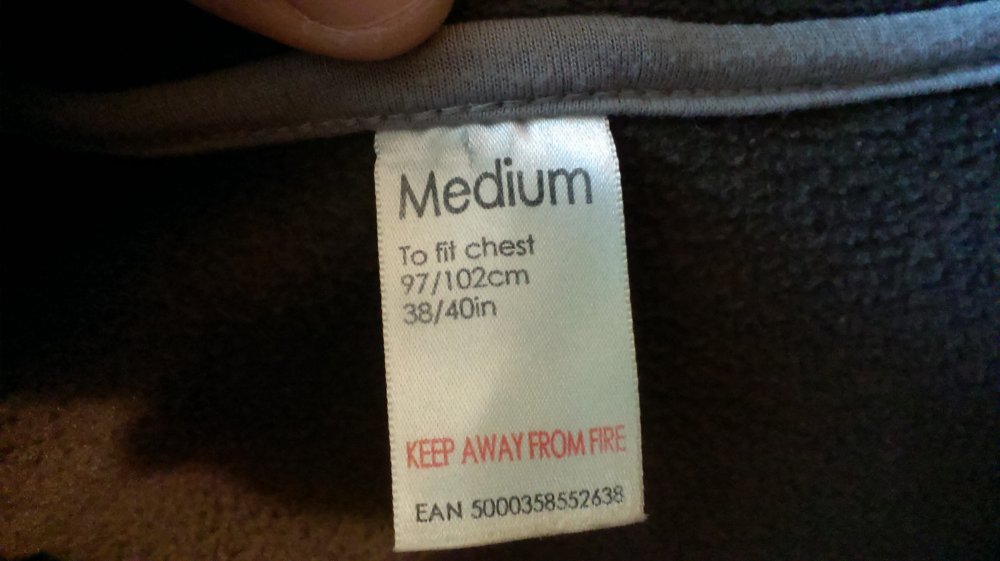 Medium
To fit chest
97/102cm
38/40in
KEEP AWAY FROM FIRE
EAN 5000358552638